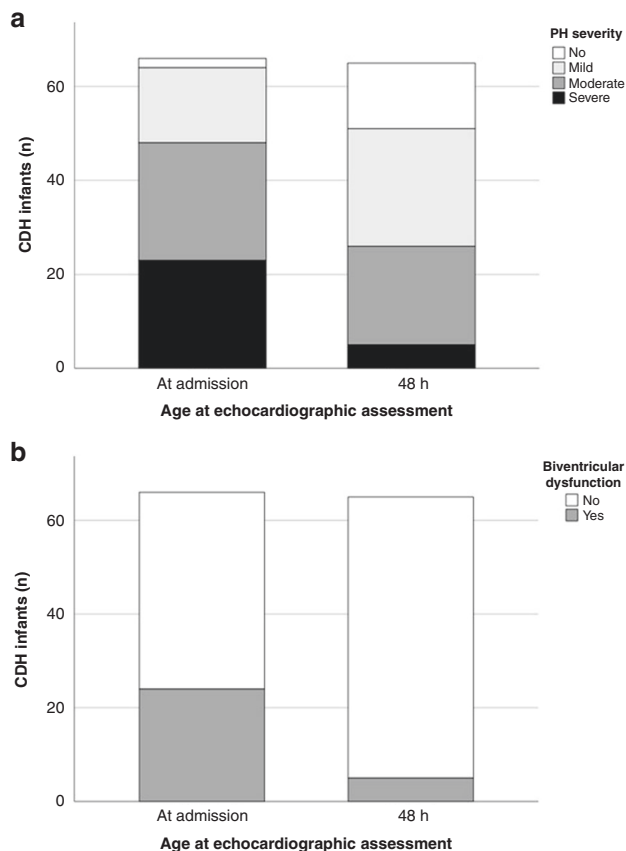 a
PH severity
No
Mild
Moderate
Severe
CDH infants (n)
60
40
20
0
At admission
48 h
Age at echocardiographic assessment
b
Biventricular
dysfunction
No
Yes
CDH infants (n)
60
40
20
0
At admission
48 h
Age at echocardiographic assessment